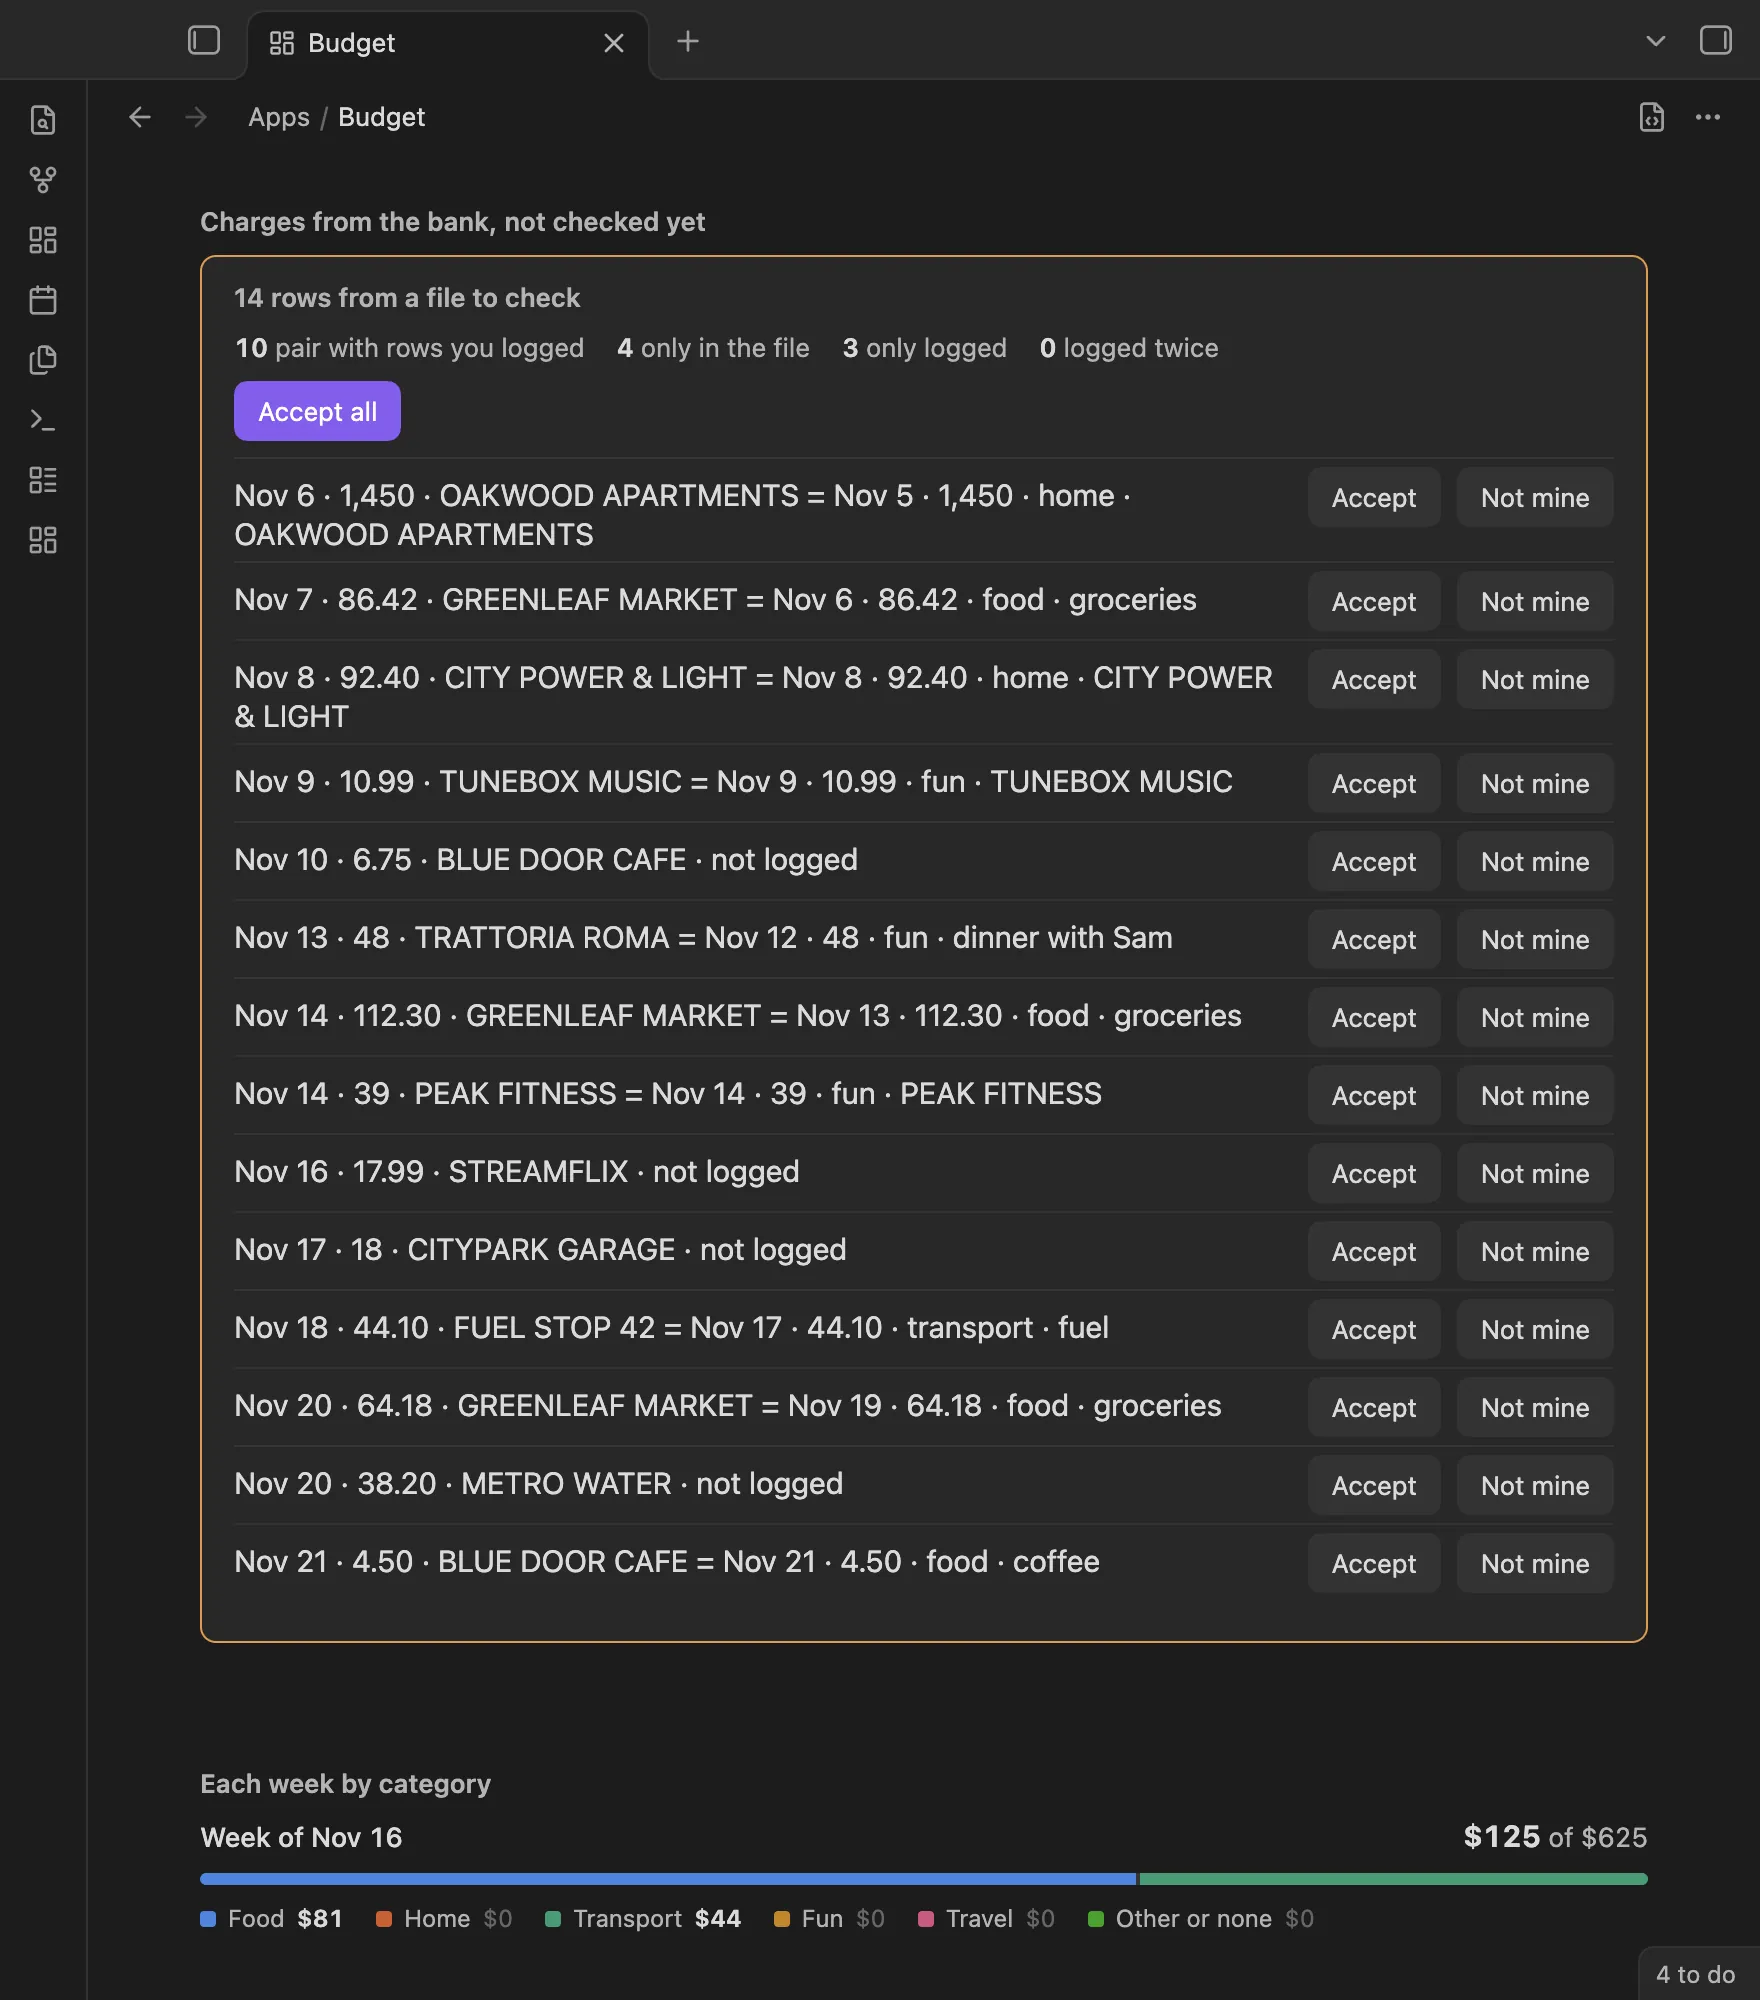 Budget
Apps / Budget
Charges from the bank, not checked yet
14 rows from a file to check
10 pair with rows you logged 4 only in the file 3 only logged 0 logged twice
Accept all
Nov 6 · 1,450 · OAKWOOD APARTMENTS = Nov 5 · 1,450 · home ·
OAKWOOD APARTMENTS
Accept Not mine
Nov 7 · 86.42 · GREENLEAF MARKET = Nov 6 · 86.42 · food · groceries
Accept Not mine
Nov 8 · 92.40 · CITY POWER & LIGHT = Nov 8 · 92.40 · home · CITY POWER
& LIGHT
Accept Not mine
Nov 9 · 10.99 · TUNEBOX MUSIC = Nov 9 · 10.99 · fun · TUNEBOX MUSIC
Accept Not mine
Nov 10 · 6.75 · BLUE DOOR CAFE · not logged
Accept Not mine
Nov 13 · 48 · TRATTORIA ROMA = Nov 12 · 48 · fun · dinner with Sam
Accept Not mine
Nov 14 · 112.30 · GREENLEAF MARKET = Nov 13 · 112.30 · food · groceries
Accept Not mine
Nov 14 · 39 · PEAK FITNESS = Nov 14 · 39 · fun · PEAK FITNESS
Accept Not mine
Nov 16 · 17.99 · STREAMFLIX · not logged
Accept Not mine
Nov 17 · 18 · CITYPARK GARAGE · not logged
Accept Not mine
Nov 18 · 44.10 · FUEL STOP 42 = Nov 17 · 44.10 · transport · fuel
Accept Not mine
Nov 20 · 64.18 · GREENLEAF MARKET = Nov 19 · 64.18 · food · groceries
Accept Not mine
Nov 20 · 38.20 · METRO WATER · not logged
Accept Not mine
Nov 21 · 4.50 · BLUE DOOR CAFE = Nov 21 · 4.50 · food · coffee
Accept Not mine
Each week by category
Week of Nov 16 $125 of $625
Food $81 Home $0 Transport $44 Fun $0 Travel $0 Other or none $0
4 to do